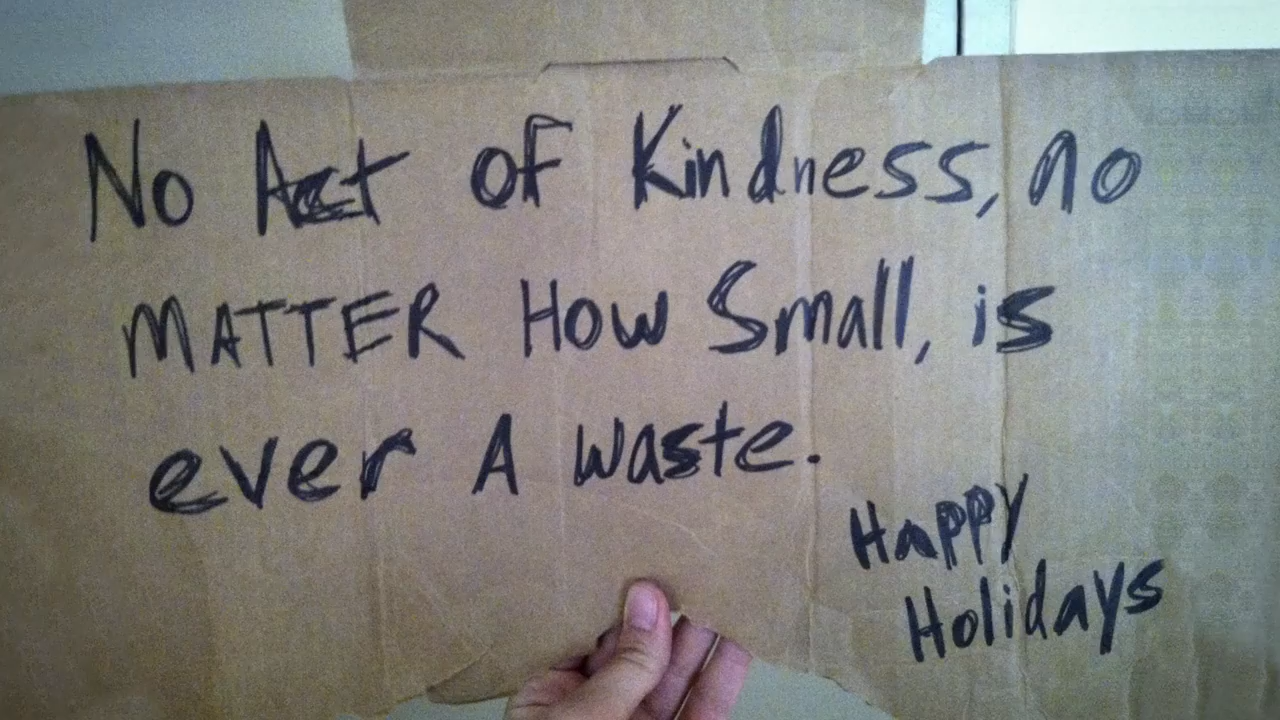 No Act of Kindness, no
MATTER How Small, is
ever A waste.
Happy
Holidays